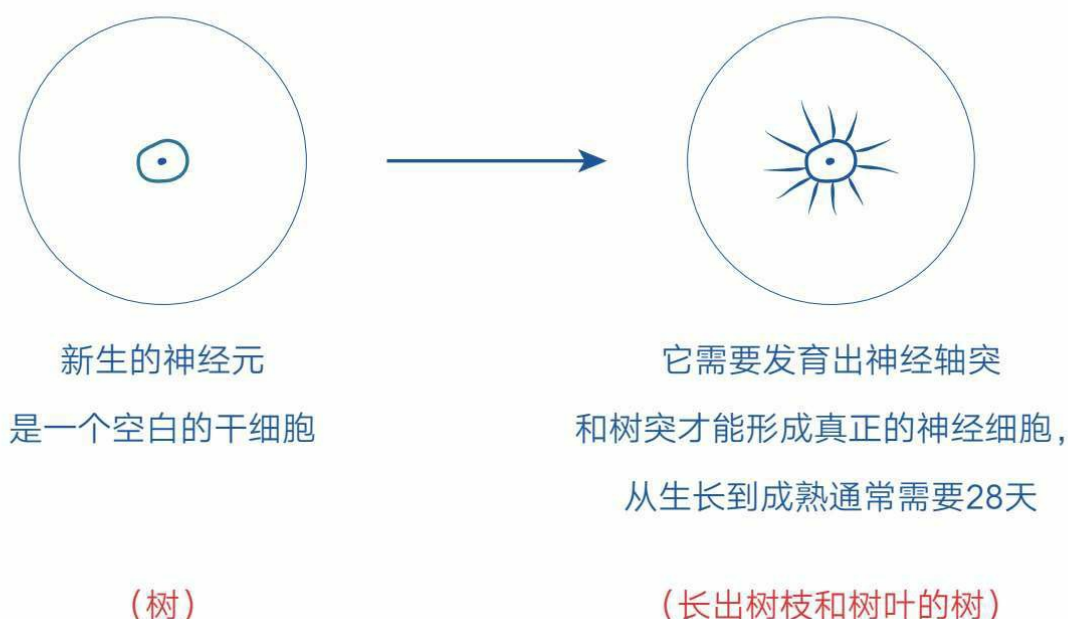 新生的神经元
是一个空白的干细胞
(树)
它需要发育出神经轴突
和树突才能形成真正的神经细胞，
从生长到成熟通常需要28天
(长出树枝和树叶的树)